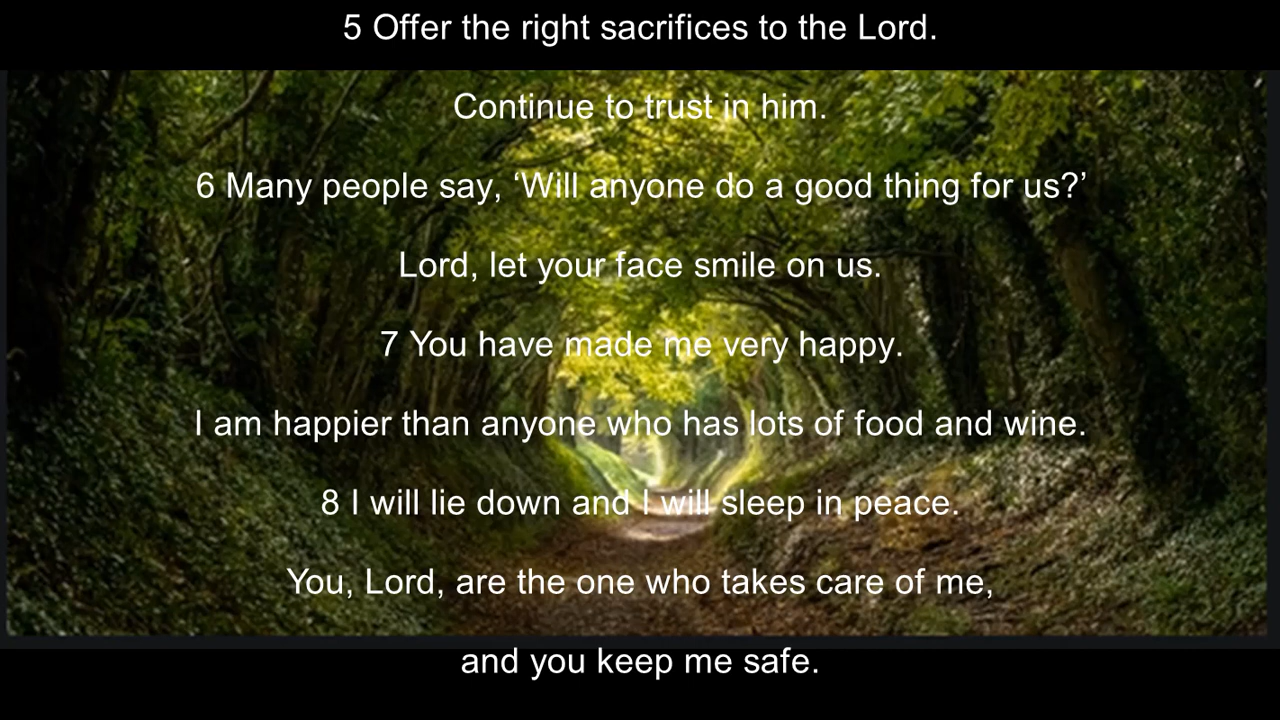 5 Offer the right sacrifices to the Lord.
Continue to trust in him.
6 Many people say, ‘Will anyone do a good thing for us?’
Lord, let your face smile on us.
7 You have made me very happy.
I am happier than anyone who has lots of food and wine.
8 I will lie down and I will sleep in peace.
You, Lord, are the one who takes care of me,
and you keep me safe.